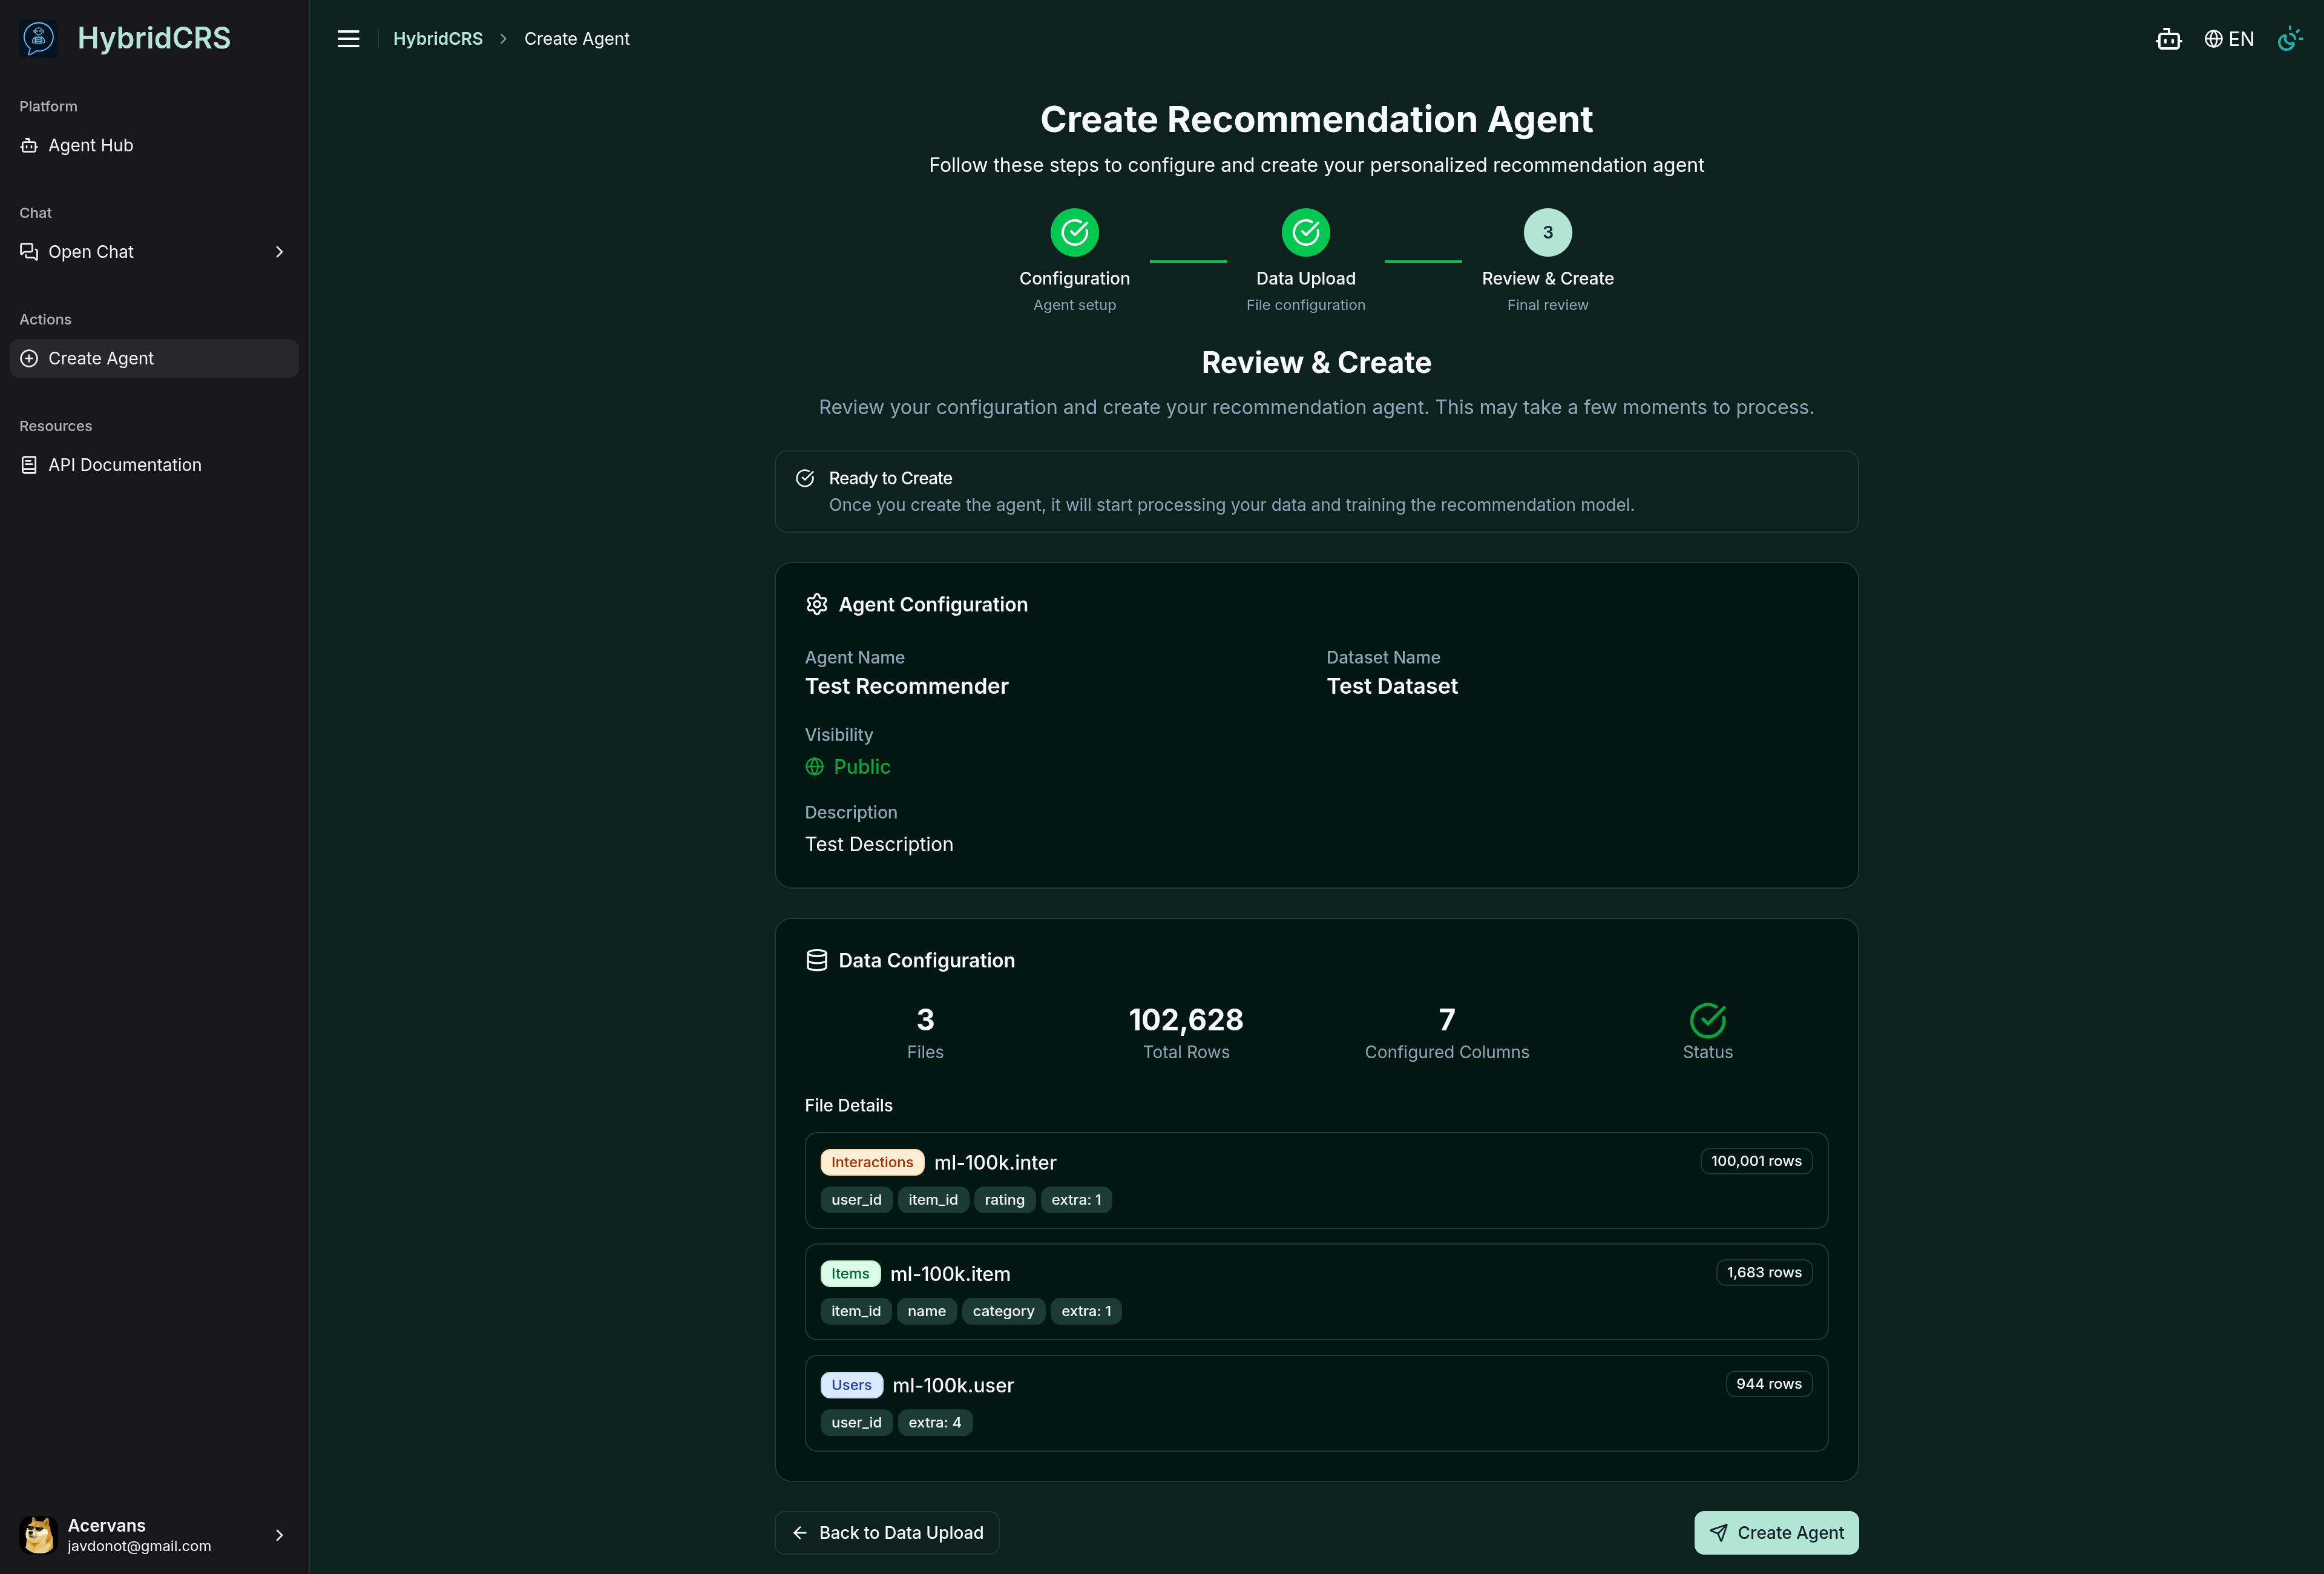 HybridCRS
Platform
Agent Hub
Chat
Open Chat
Actions
Create Agent
Resources
API Documentation
Acervans
javdonot@gmail.com
HybridCRS > Create Agent
EN
Create Recommendation Agent
Follow these steps to configure and create your personalized recommendation agent
3
Configuration Data Upload Review & Create
Agent setup File configuration Final review
Review & Create
Review your configuration and create your recommendation agent. This may take a few moments to process.
Ready to Create
Once you create the agent, it will start processing your data and training the recommendation model.
Agent Configuration
Agent Name Dataset Name
Test Recommender Test Dataset
Visibility
Public
Description
Test Description
Data Configuration
3 102,628 7
Files Total Rows Configured Columns Status
File Details
Interactions ml-100k.inter 100,001 rows
user_id item_id rating extra: 1
Items ml-100k.item 1,683 rows
item_id name category extra: 1
Users ml-100k.user 944 rows
user_id extra: 4
Back to Data Upload Create Agent